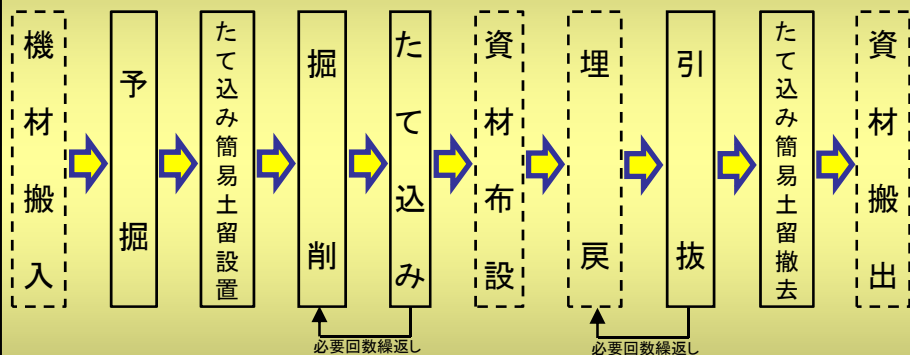 機材搬入
予掘
たて込み簡易土留設置
掘削
たて込み
資材布設
埋戻
引抜
たて込み簡易土留撤去
資材搬出
必要回数繰返し
必要回数繰返し